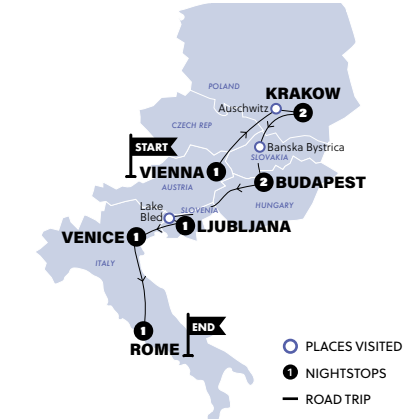 POLAND
KRAKOW
Auschwitz
2
CZECH REP
START
Banska Bystrica
SLOVAKIA
VIENNA 1
2 BUDAPEST
AUSTRIA
Lake
Bled
SLOVENIA
HUNGARY
1 LJUBLJANA
VENICE 1
ITALY
1
END
ROME
PLACES VISITED
1 NIGHTSTOPS
ROAD TRIP